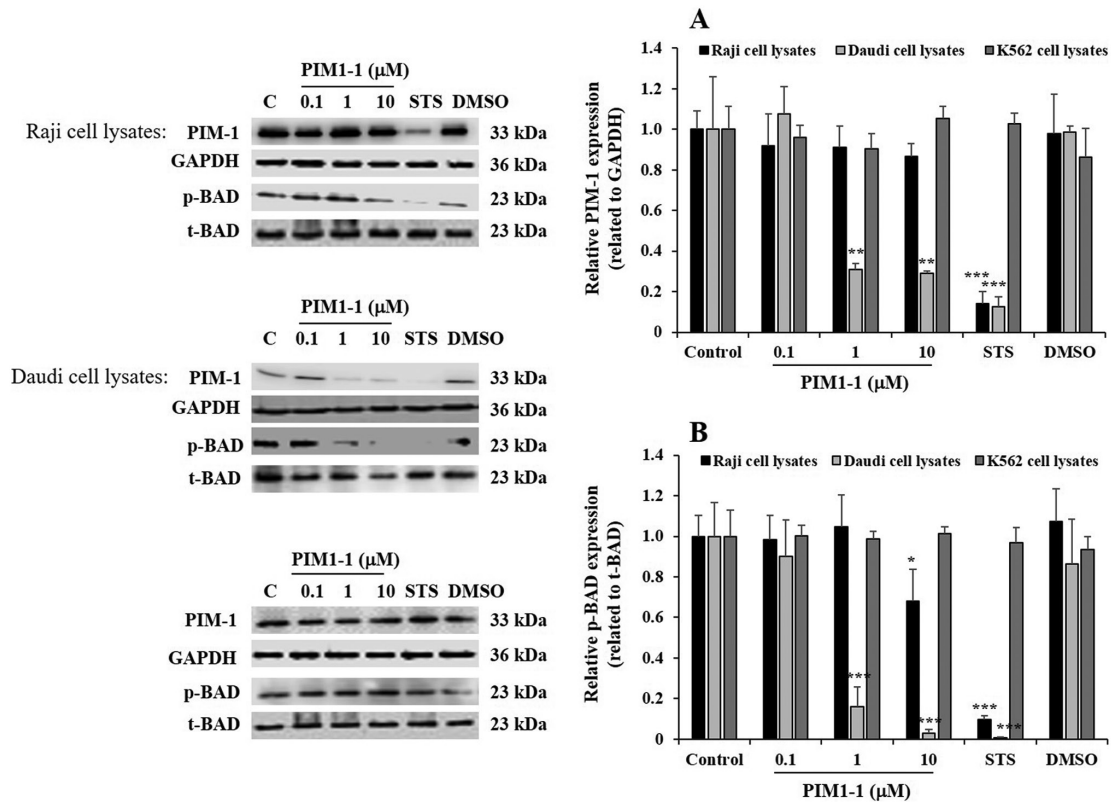 PIM1-1 (μM)
C 0.1 1 10 STS DMSO
Raji cell lysates: PIM-1 33 kDa
GAPDH 36 kDa
p-BAD 23 kDa
t-BAD 23 kDa
PIM1-1 (μM)
C 0.1 1 10 STS DMSO
Daudi cell lysates: PIM-1 33 kDa
GAPDH 36 kDa
p-BAD 23 kDa
t-BAD 23 kDa
PIM1-1 (μM)
C 0.1 1 10 STS DMSO
PIM-1 33 kDa
GAPDH 36 kDa
p-BAD 23 kDa
t-BAD 23 kDa
A
Raji cell lysates Daudi cell lysates K562 cell lysates
Relative PIM-1 expression
(related to GAPDH)
1.4
1.2
1.0
0.8
0.6
0.4
0.2
0
** ** *** ***
Control 0.1 1 10 STS DMSO
PIM1-1 (μM)
B
Raji cell lysates Daudi cell lysates K562 cell lysates
Relative p-BAD expression
(related to t-BAD)
1.4
1.2
1.0
0.8
0.6
0.4
0.2
0
*** * *** *** ***
Control 0.1 1 10 STS DMSO
PIM1-1 (μM)